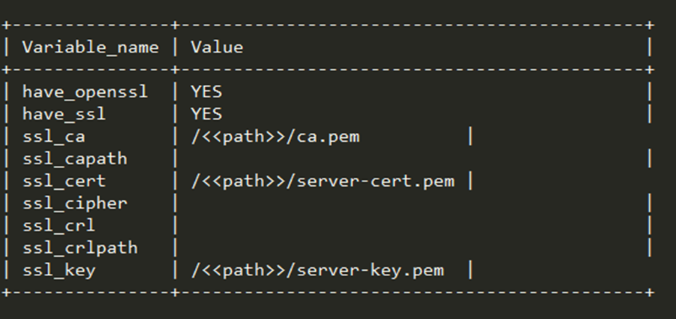 +---------------+-------------------------------------------+
| Variable_name | Value                                     |
+---------------+-------------------------------------------+
| have_openssl  | YES                                       |
| have_ssl      | YES                                       |
| ssl_ca        | /<<path>>/ca.pem          |
| ssl_capath    |                                           |
| ssl_cert      | /<<path>>/server-cert.pem |
| ssl_cipher    |                                           |
| ssl_crl       |                                           |
| ssl_crlpath   |                                           |
| ssl_key       | /<<path>>/server-key.pem  |
+---------------+-------------------------------------------+